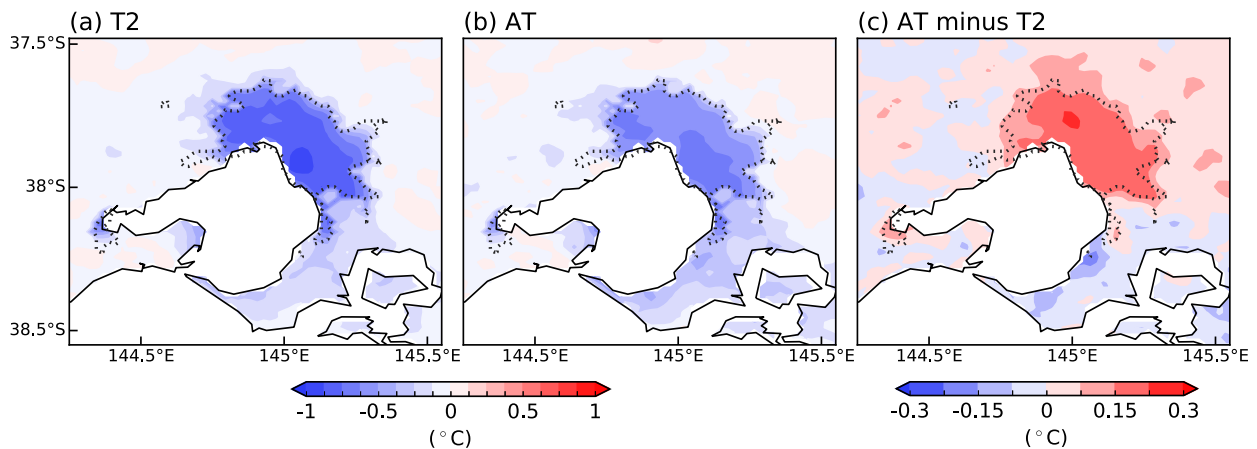 (a) T2
(b) AT
(c) AT minus T2
37.5°S
38°S
38.5°S
144.5°E 145°E 145.5°E
144.5°E 145°E 145.5°E
144.5°E 145°E 145.5°E
-1 -0.5 0 0.5 1
(°C)
-0.3 -0.15 0 0.15 0.3
(°C)